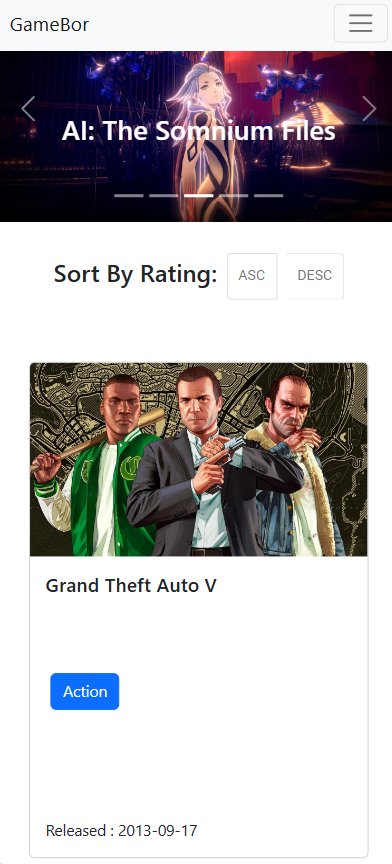 GameBor
AI: The Somnium Files
Sort By Rating: ASC DESC
Grand Theft Auto V
Action
Released : 2013-09-17